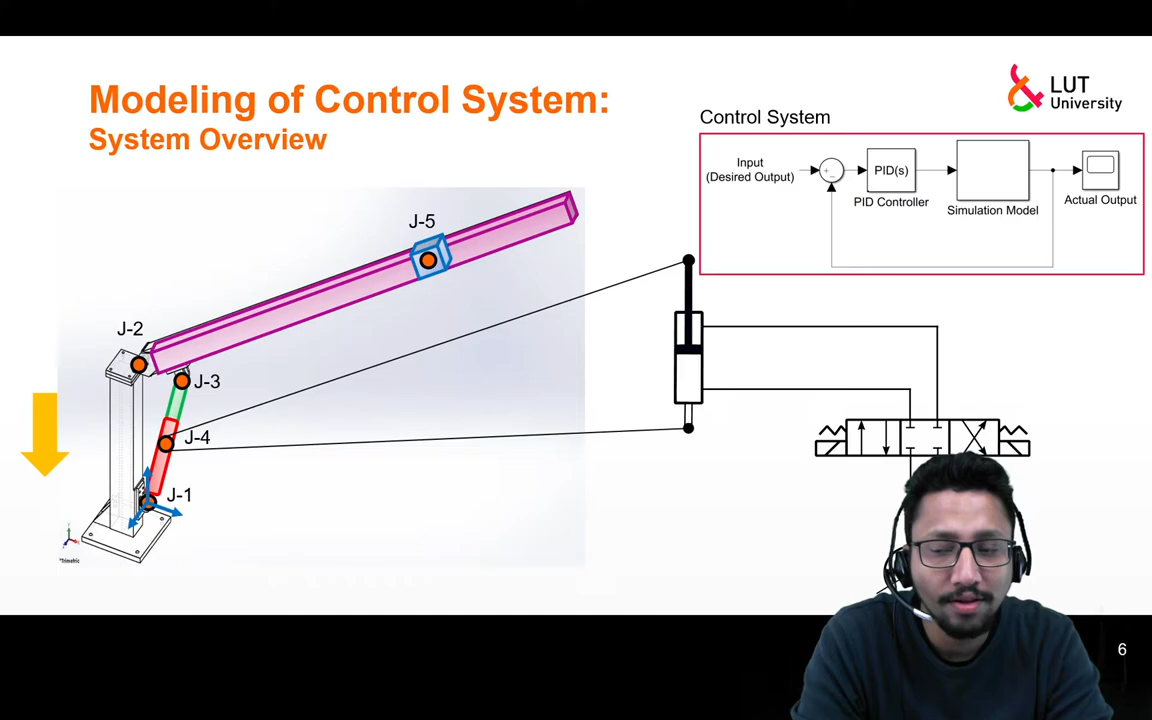 Modeling of Control System:
System Overview
LUT
University
Control System
Input
(Desired Output)
+
−
PID(s)
PID Controller
Simulation Model
Actual Output
J-5
J-2
J-3
J-4
J-1
*Trimetric
6